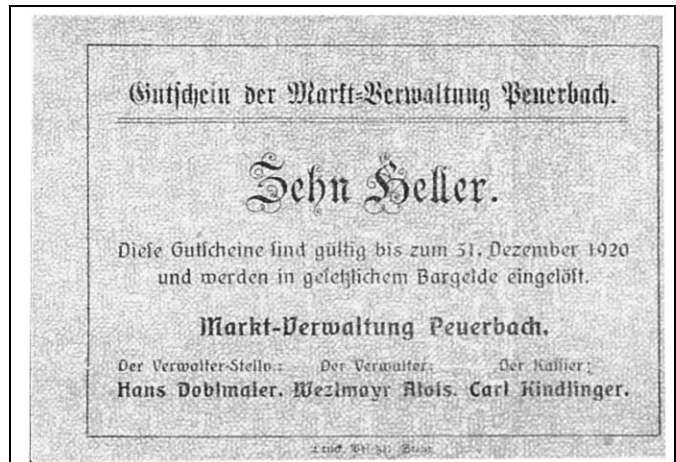 Gutschein der Markt-Verwaltung Peuerbach.
Zehn Heller.
Diese Gutscheine sind gültig bis zum 31. Dezember 1920
und werden in gesetzlichem Bargelde eingelöst.
Markt-Verwaltung Peuerbach.
Der Verwalter-Stellv.: Der Verwalter: Der Kassier:
Hans Doblmaier. Wezlmayr Alois. Carl Kindlinger.